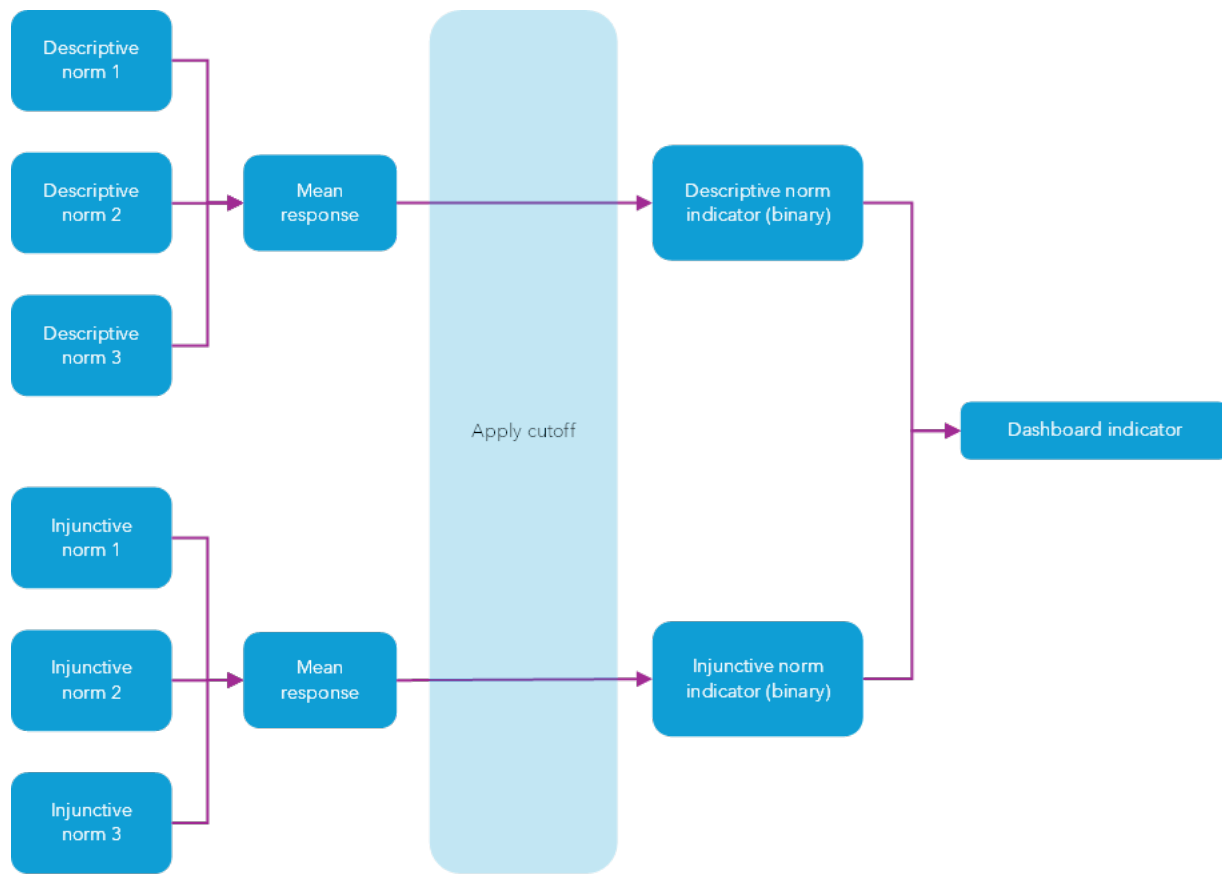 Descriptive
norm 1
Descriptive
norm 2
Descriptive
norm 3
Mean
response
Descriptive norm
indicator (binary)
Apply cutoff
Dashboard indicator
Injunctive
norm 1
Injunctive
norm 2
Injunctive
norm 3
Mean
response
Injunctive norm
indicator (binary)